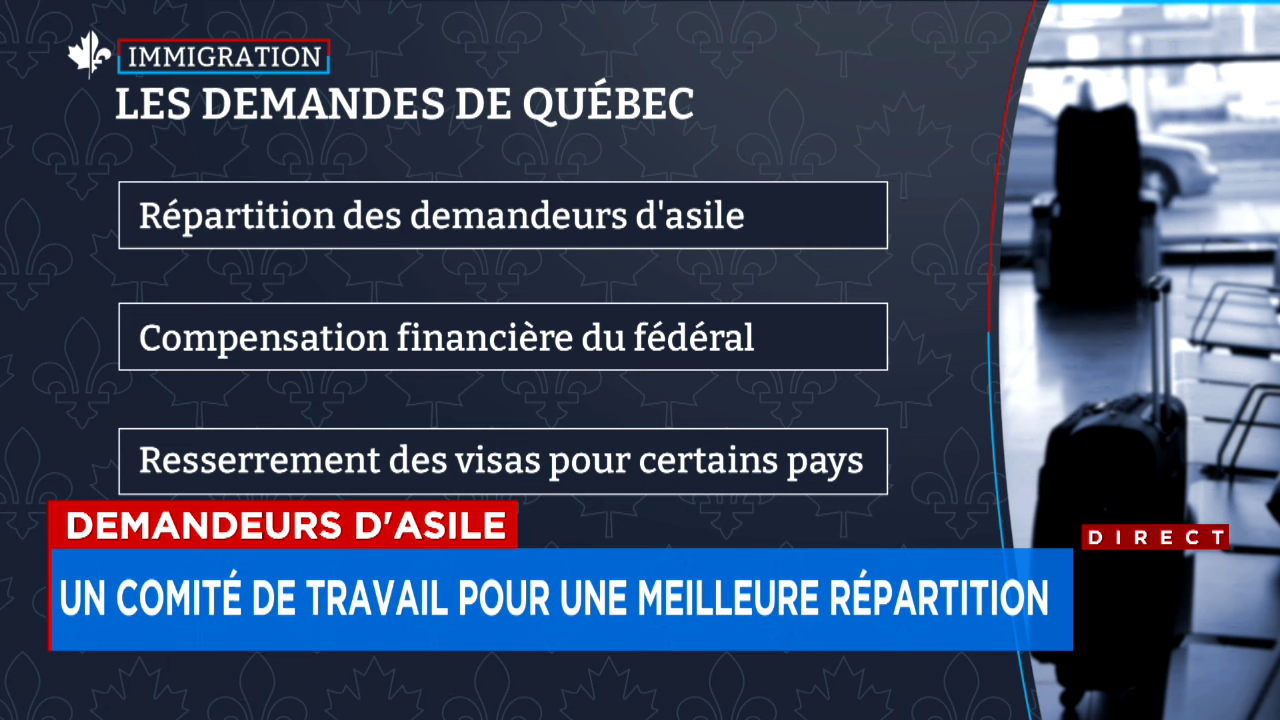 IMMIGRATION
LES DEMANDES DE QUÉBEC
Répartition des demandeurs d'asile
Compensation financière du fédéral
Resserrement des visas pour certains pays
DEMANDEURS D'ASILE
DIRECT
UN COMITÉ DE TRAVAIL POUR UNE MEILLEURE RÉPARTITION